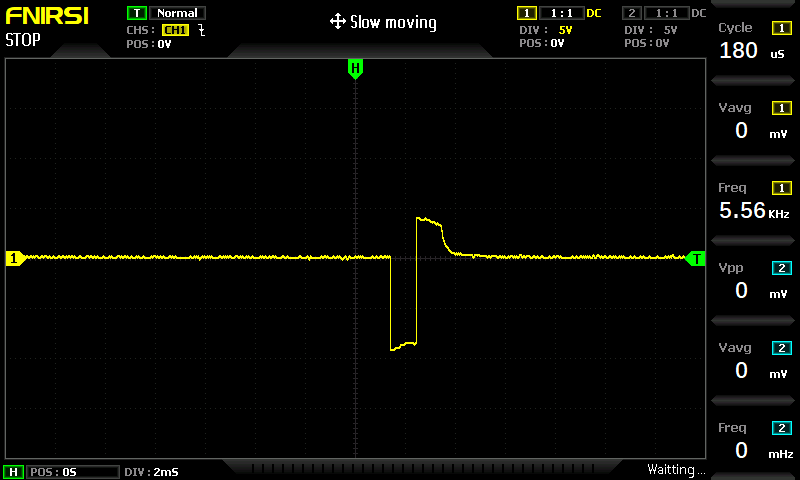 FNIRSI
STOP
T Normal
CHS: CH1
POS: 0V
Slow moving
1 1:1 DC
DIV: 5V
POS: 0V
2 1:1 DC
DIV: 5V
POS: 0V
H
1
T
Cycle 1
180 uS
Vavg 1
0 mV
Freq 1
5.56 KHz
Vpp 2
0 mV
Vavg 2
0 mV
Freq 2
0 mHz
H POS: 0S DIV: 2mS
Waitting...